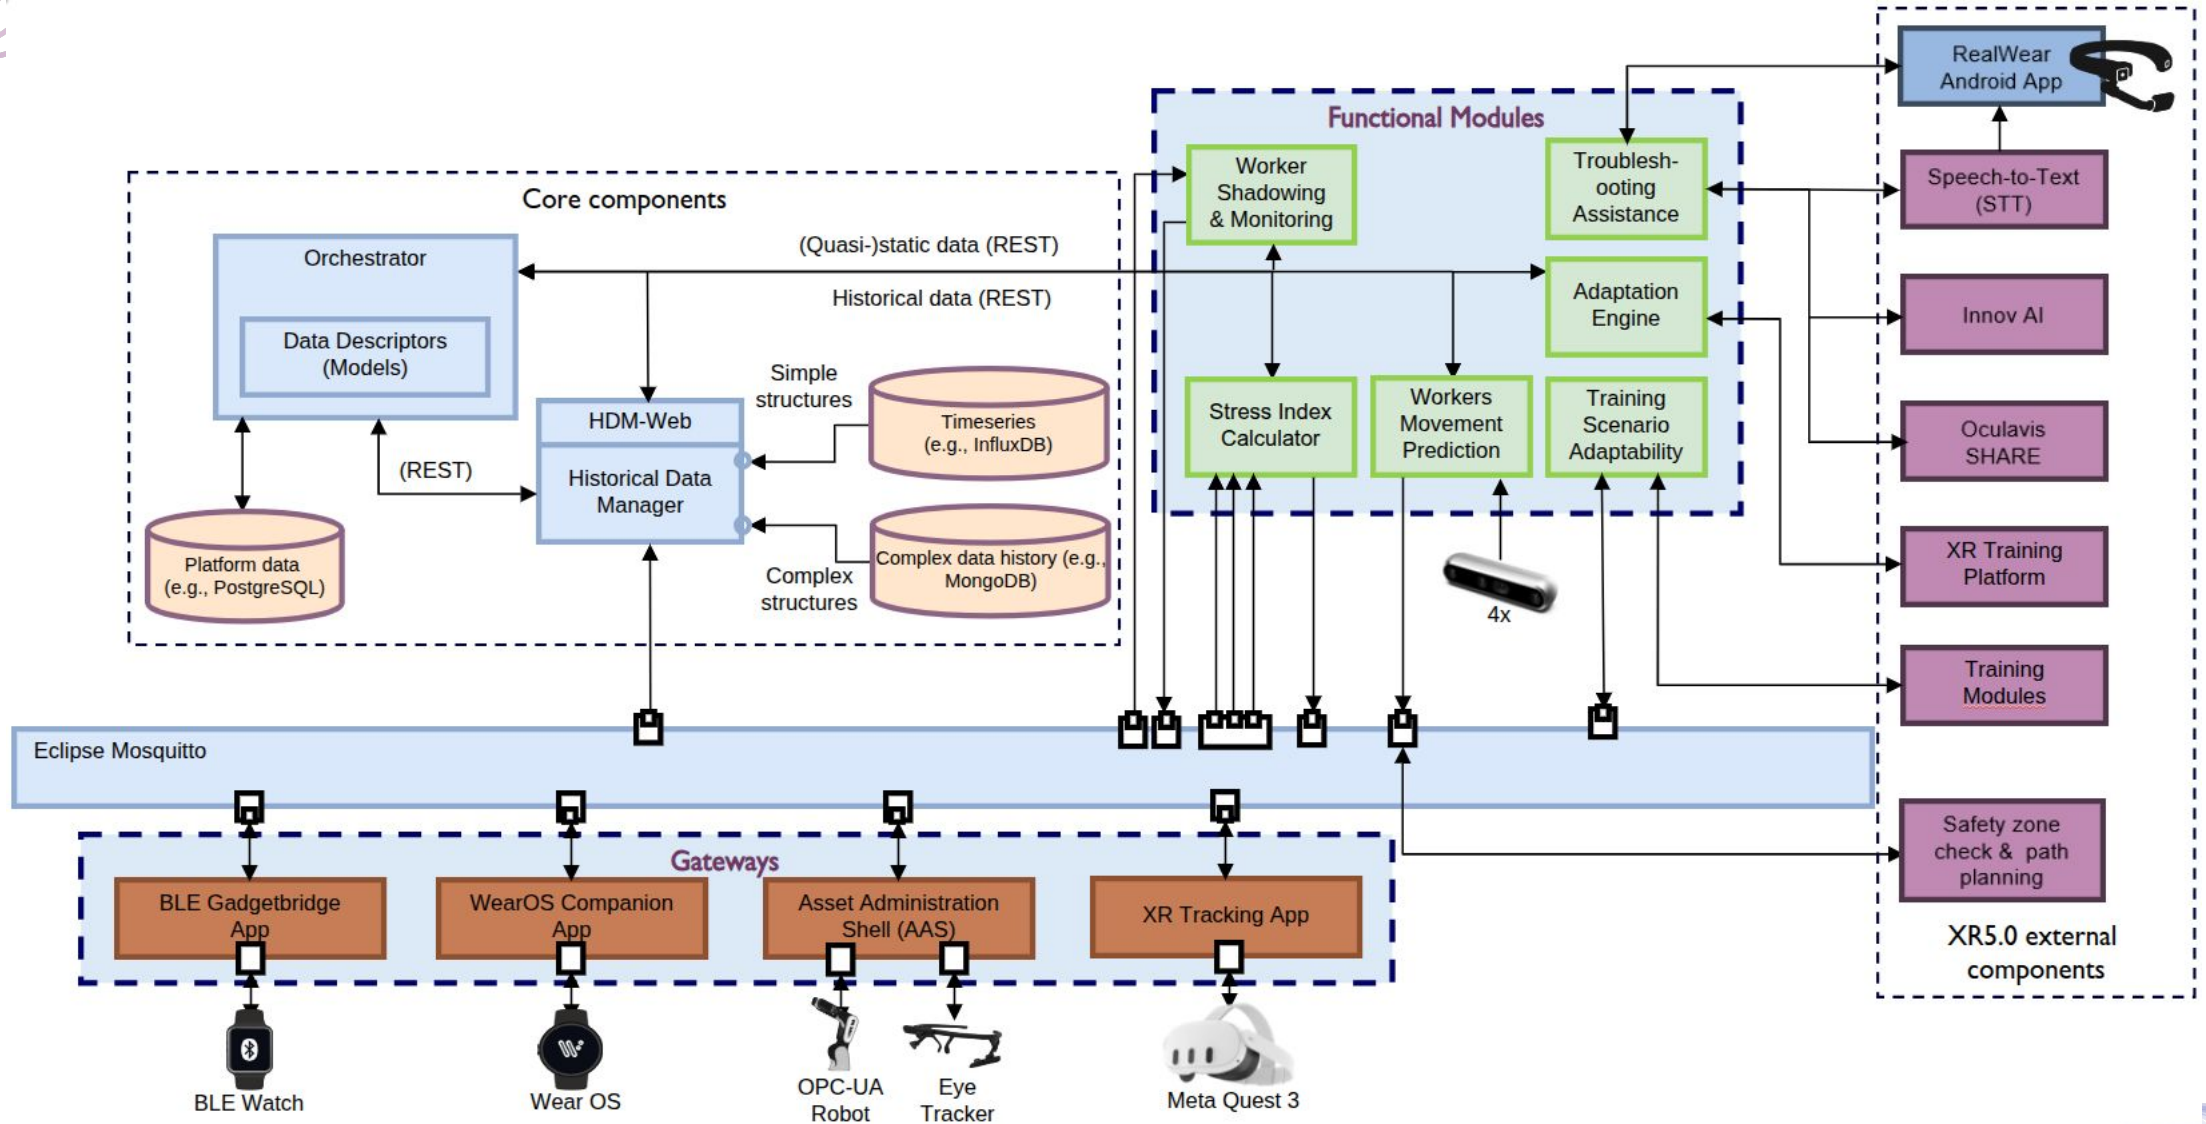 RealWear
Android App
Functional Modules
Worker
Shadowing
& Monitoring
Troublesh-
ooting
Assistance
Speech-to-Text
(STT)
Core components
(Quasi-)static data (REST)
Orchestrator
Historical data (REST)
Adaptation
Engine
Innov AI
Data Descriptors
(Models)
Simple
structures
HDM-Web
Timeseries
(e.g., InfluxDB)
Stress Index
Calculator
Workers
Movement
Prediction
Training
Scenario
Adaptability
Oculavis
SHARE
(REST)
Historical Data
Manager
Platform data
(e.g., PostgreSQL)
Complex data history (e.g.,
MongoDB)
Complex
structures
XR Training
Platform
4x
Training
Modules
Eclipse Mosquitto
Safety zone
check & path
planning
Gateways
BLE Gadgetbridge
App
WearOS Companion
App
Asset Administration
Shell (AAS)
XR Tracking App
XR5.0 external
components
BLE Watch
Wear OS
OPC-UA
Robot
Eye
Tracker
Meta Quest 3